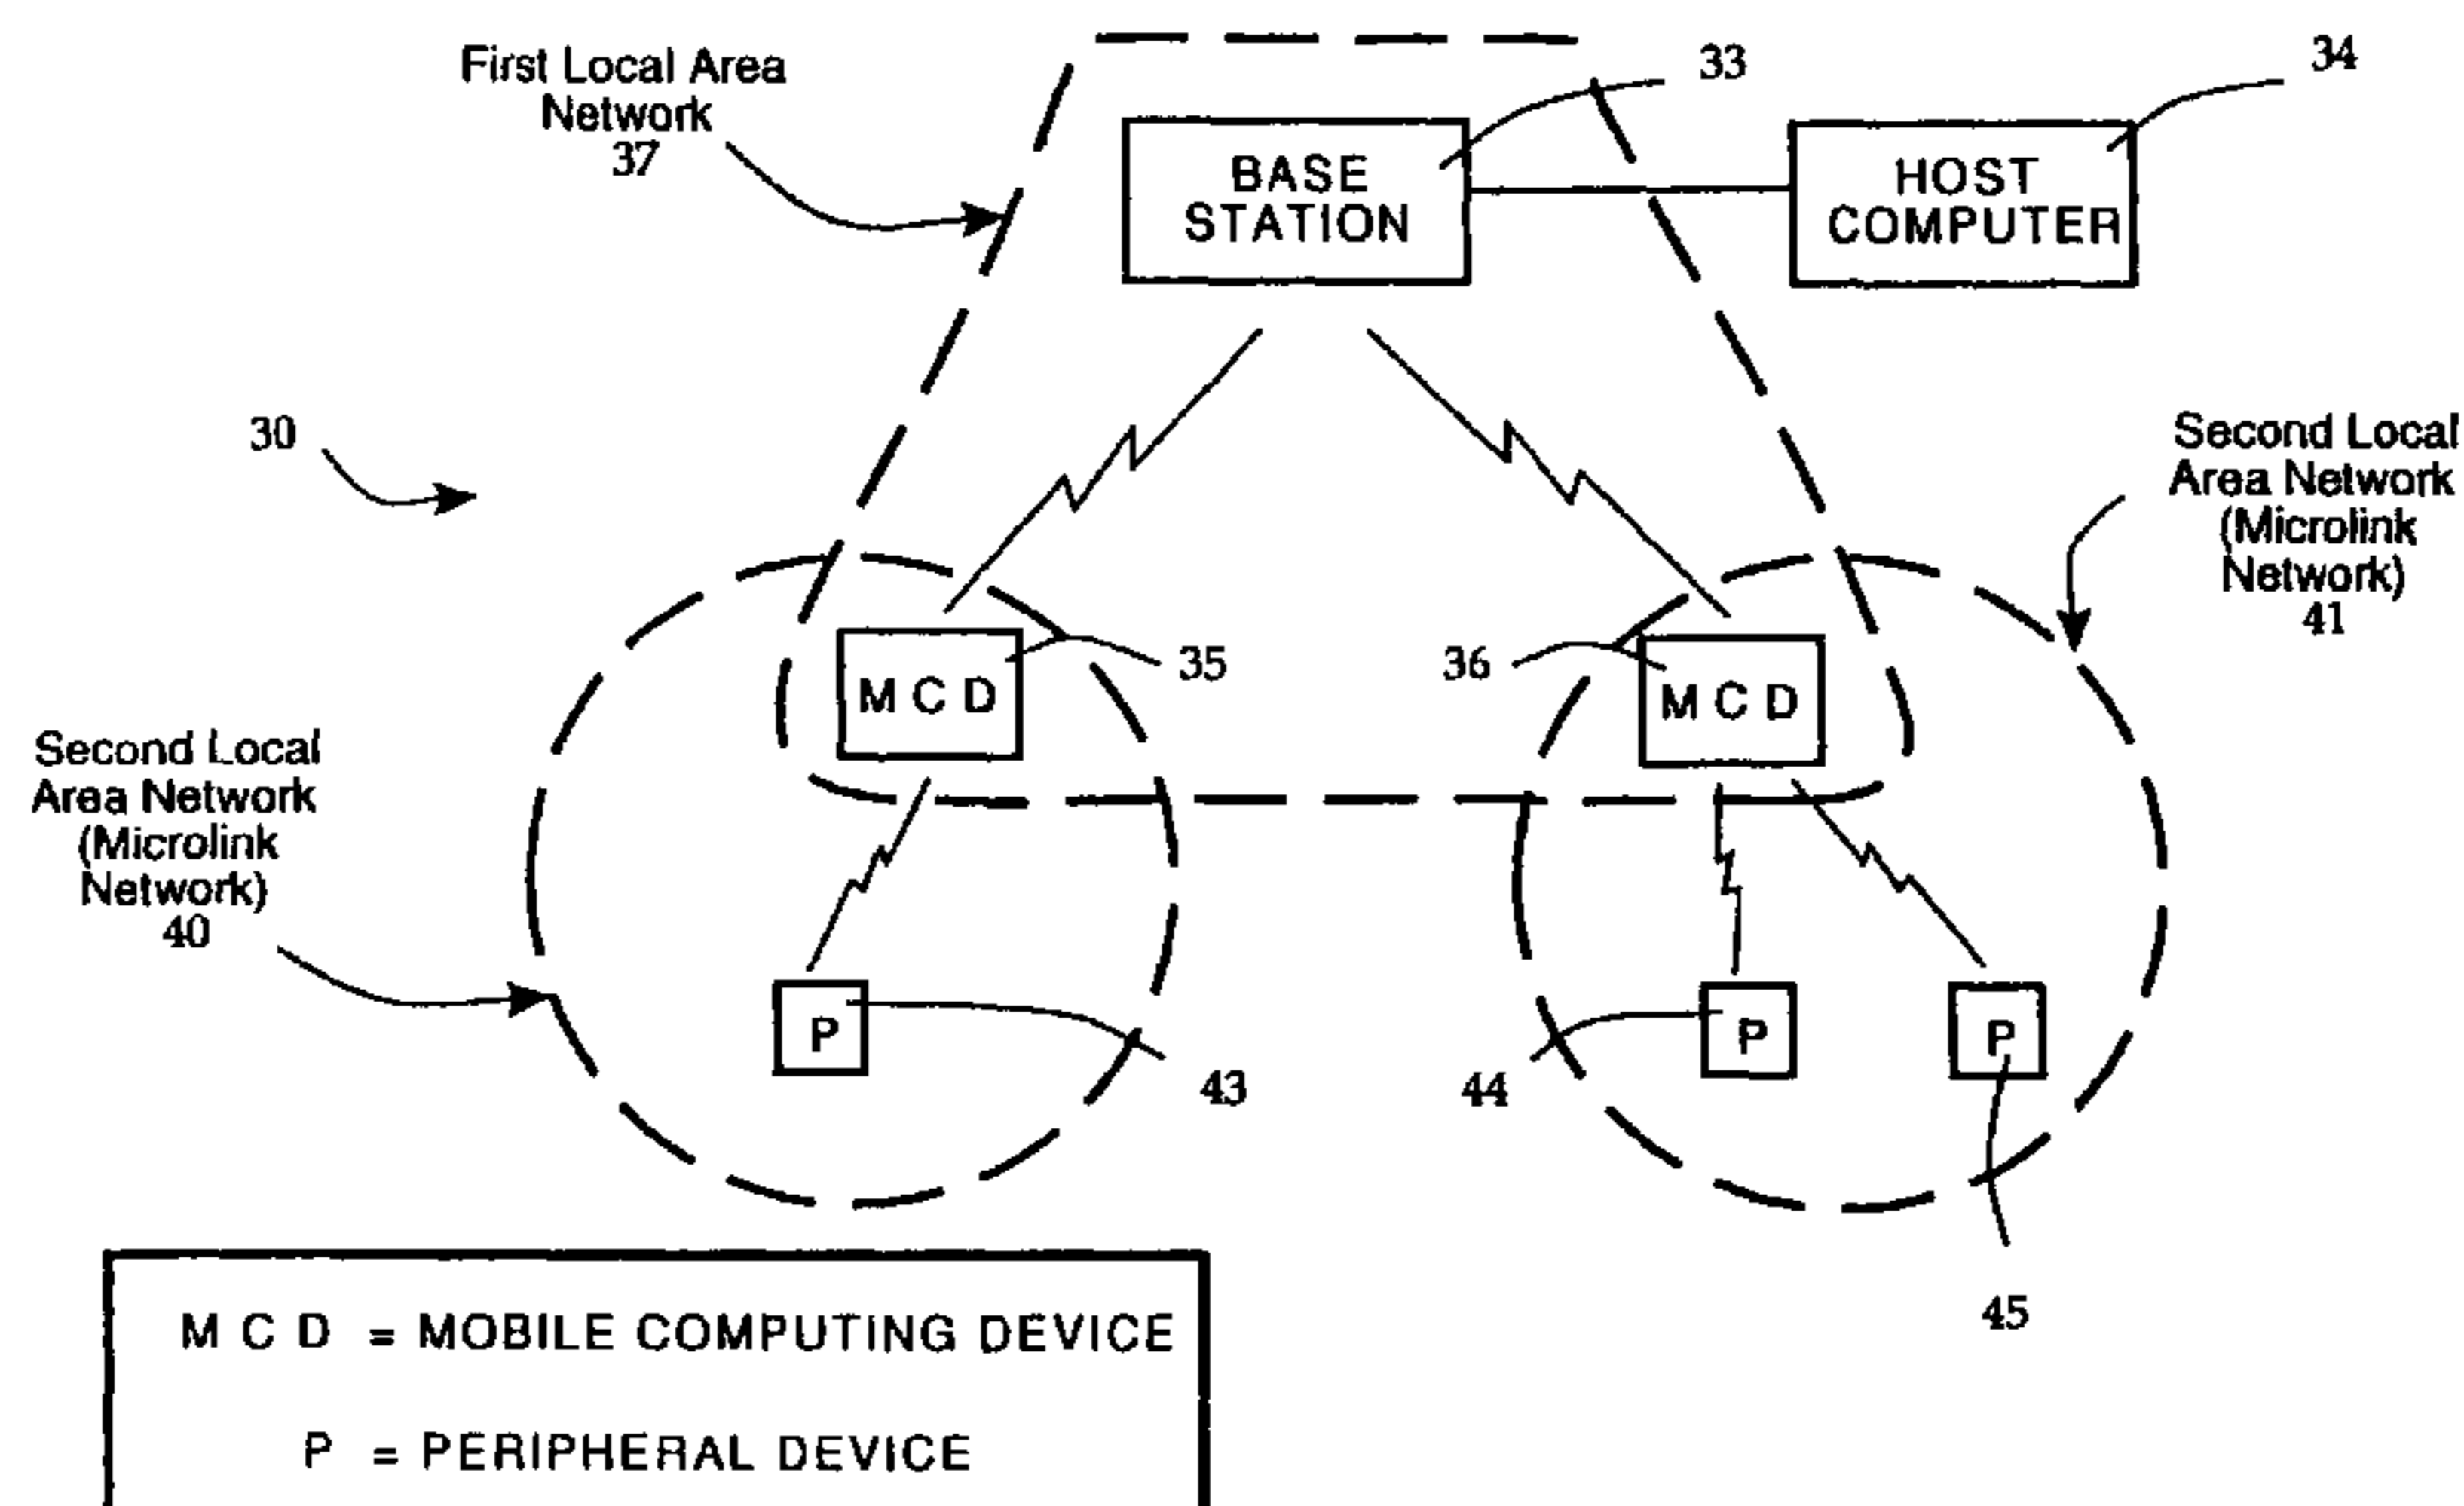 First Local Area
Network
37
33
34
BASE
STATION
HOST
COMPUTER
30
Second Local
Area Network
(Microlink
Network)
41
M C D
35
36
M C D
Second Local
Area Network
(Microlink
Network)
40
P
43
44
P
P
45
M C D = MOBILE COMPUTING DEVICE
P = PERIPHERAL DEVICE